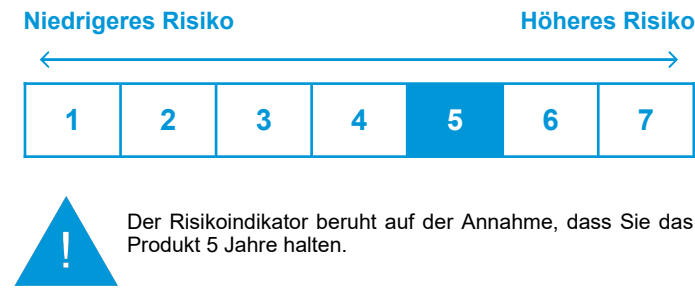 Niedrigeres Risiko Höheres Risiko
1 2 3 4 5 6 7
!
Der Risikoindikator beruht auf der Annahme, dass Sie das
Produkt 5 Jahre halten.